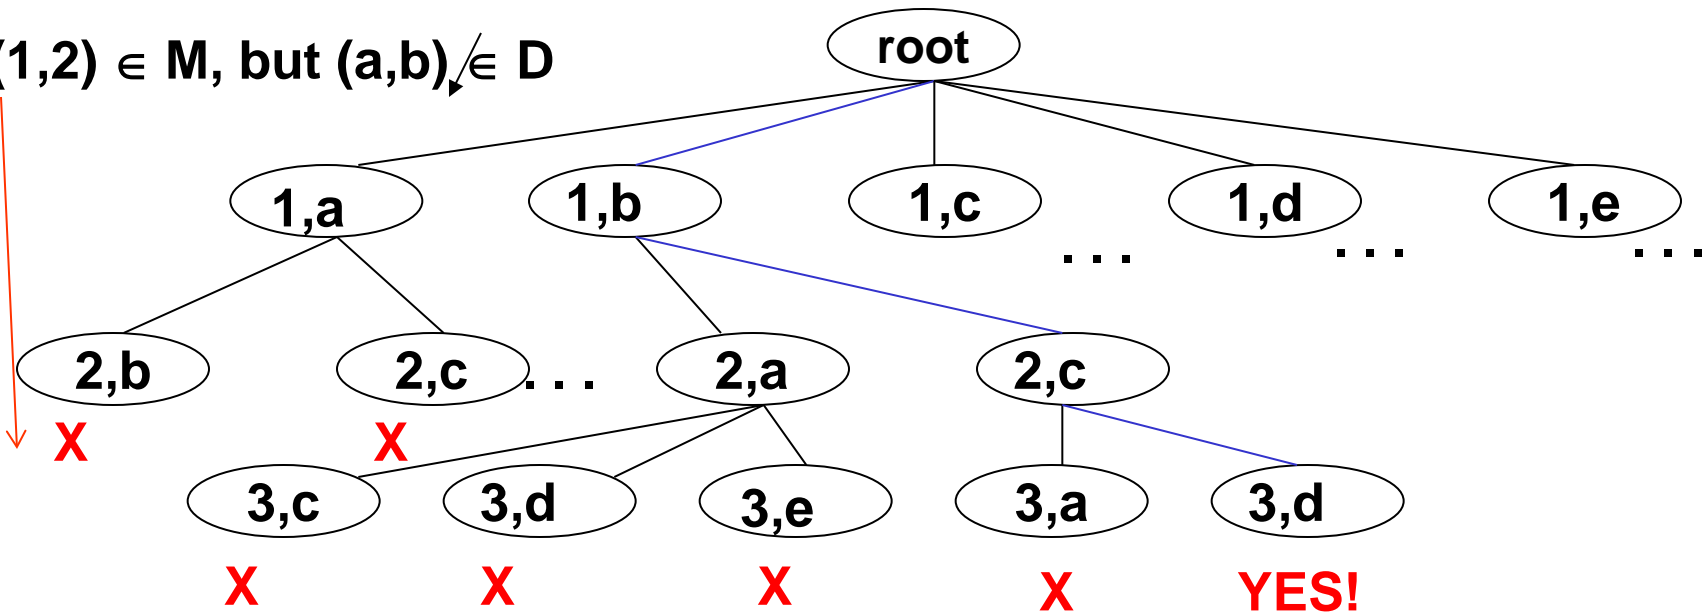 (1,2) ∈ M, but (a,b) ∈ D
root
1,a 1,b 1,c 1,d 1,e
. . . . . . . . .
2,b 2,c . . . 2,a 2,c
X X
3,c 3,d 3,e 3,a 3,d
X X X X YES!